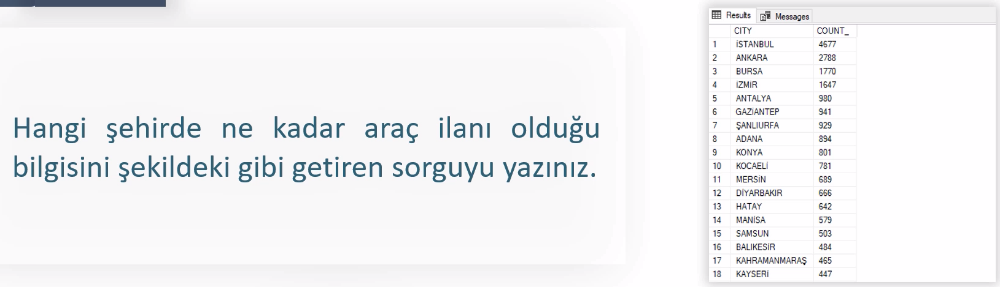 Hangi şehirde ne kadar araç ilanı olduğu
bilgisini şekildeki gibi getiren sorguyu yazınız.
Results Messages
CITY COUNT_
1 İSTANBUL 4677
2 ANKARA 2788
3 BURSA 1770
4 İZMİR 1647
5 ANTALYA 980
6 GAZİANTEP 941
7 ŞANLIURFA 929
8 ADANA 894
9 KONYA 801
10 KOCAELİ 781
11 MERSİN 689
12 DİYARBAKIR 666
13 HATAY 642
14 MANİSA 579
15 SAMSUN 503
16 BALIKESİR 484
17 KAHRAMANMARAŞ 465
18 KAYSERİ 447